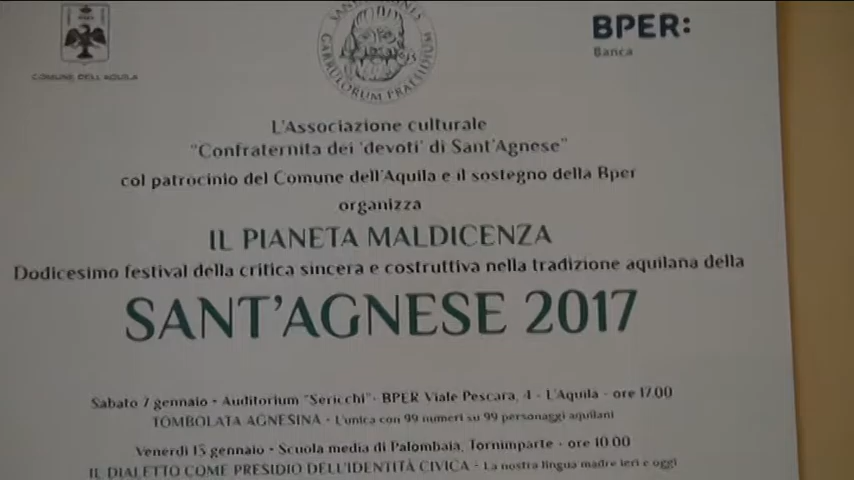 COMUNE DELL'AQUILA
GARRULORUM PRAESIDIUM
BPER:
Banca
L'Associazione culturale
"Confraternita dei 'devoti' di Sant'Agnese"
col patrocinio del Comune dell'Aquila e il sostegno della Bper
organizza
IL PIANETA MALDICENZA
Dodicesimo festival della critica sincera e costruttiva nella tradizione aquilana della
SANT'AGNESE 2017
Sabato 7 gennaio - Auditorium "Sericchi"- BPER Viale Pescara, 4 - L'Aquila - ore 17.00
TOMBOLATA AGNESINA - L'unica con 99 numeri su 99 personaggi aquilani
Venerdì 13 gennaio - Scuola media di Palombaia, Tornimparte - ore 10.00
IL DIALETTO COME PRESIDIO DELL'IDENTITÀ CIVICA - La nostra lingua madre ieri e oggi